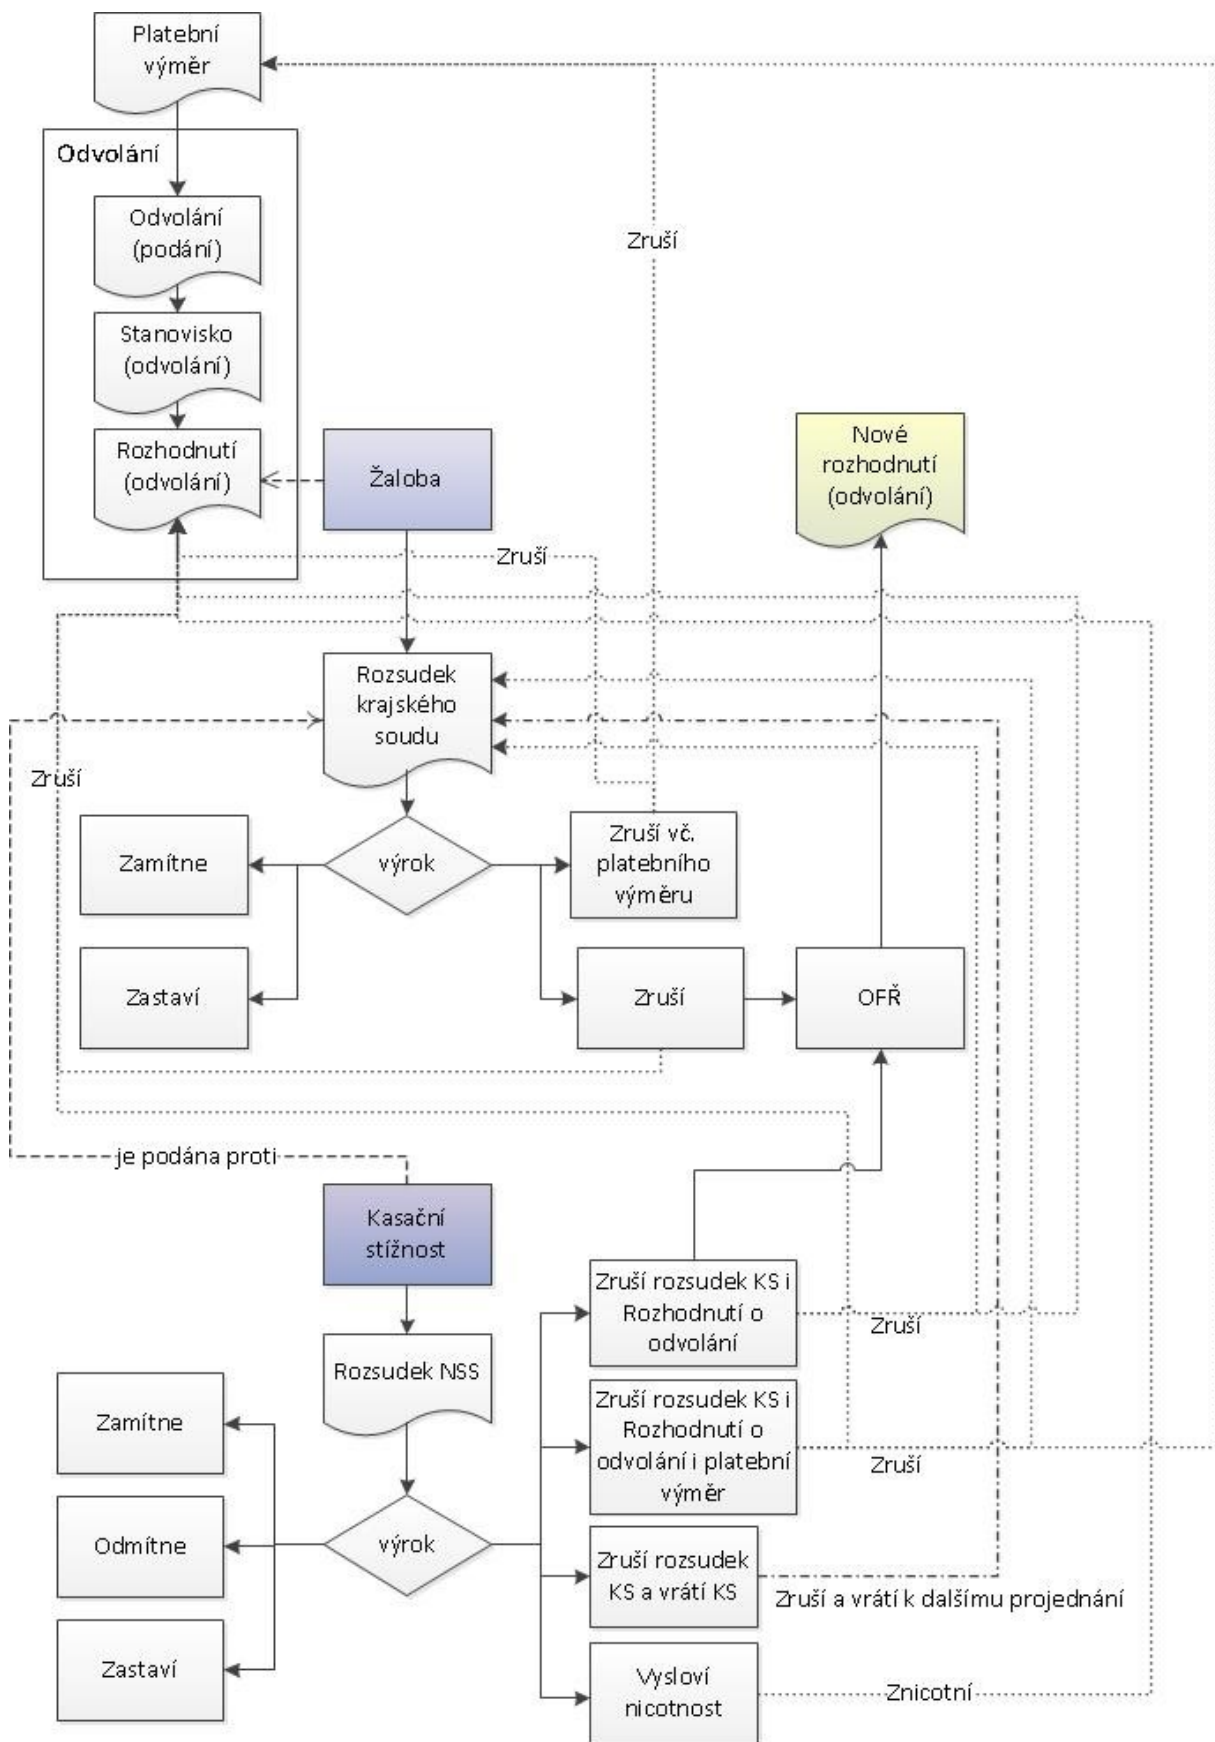 Platební
výměr
Odvolání
Odvolání
(podání)
Zruší
Stanovisko
(odvolání)
Rozhodnutí
(odvolání)
Žaloba
Nové
rozhodnutí
(odvolání)
Zruší
Rozsudek
krajského
soudu
Zruší
Zamítne
výrok
Zruší vč.
platebního
výměru
Zastaví
Zruší
OFŘ
je podána proti
Kasační
stížnost
Zruší rozsudek KS i
Rozhodnutí o
odvolání
Zruší
Rozsudek NSS
Zamítne
Zruší rozsudek KS i
Rozhodnutí o
odvolání i platební
výměr
Zruší
Odmítne
výrok
Zruší rozsudek
KS a vrátí KS
Zruší a vrátí k dalšímu projednání
Zastaví
Vysloví
nicotnost
Znicotní